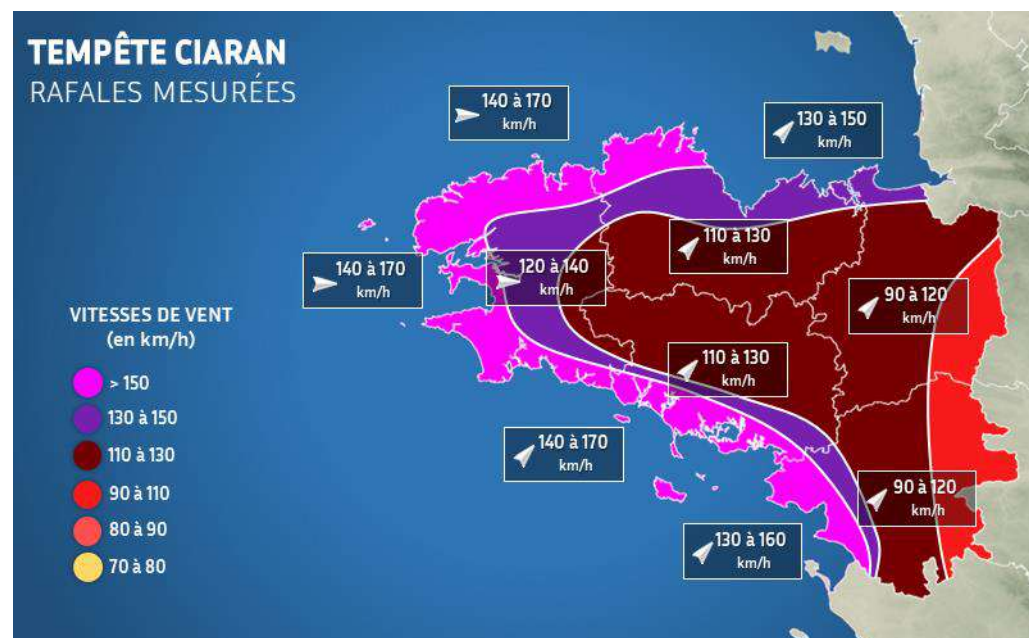 TEMPÊTE CIARAN
RAFALES MESURÉES
140 à 170
km/h
130 à 150
km/h
110 à 130
km/h
140 à 170
km/h
120 à 140
km/h
90 à 120
km/h
VITESSES DE VENT
(en km/h)
> 150
130 à 150
110 à 130
90 à 110
80 à 90
70 à 80
110 à 130
km/h
140 à 170
km/h
90 à 120
km/h
130 à 160
km/h